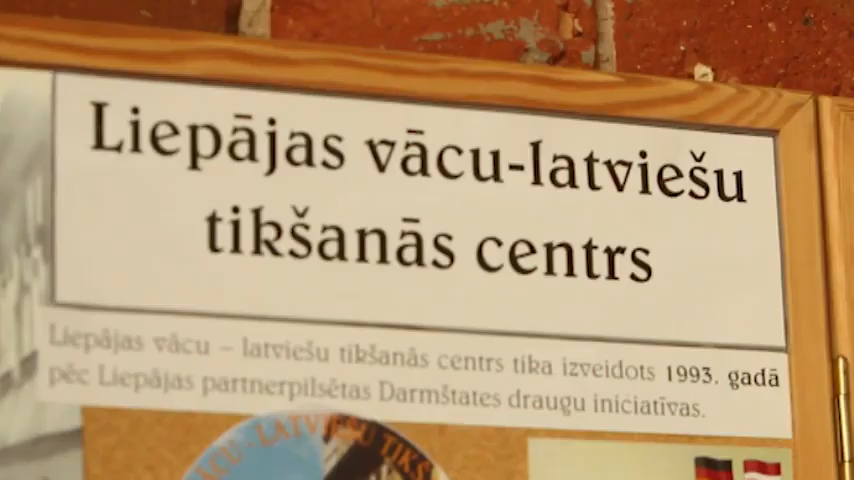 Liepājas vācu-latviešu
tikšanās centrs
Liepājas vācu – latviešu tikšanās centrs tika izveidots 1993. gadā
pēc Liepājas partnerpilsētas Darmštates draugu iniciatīvas.
LATVIEŠU